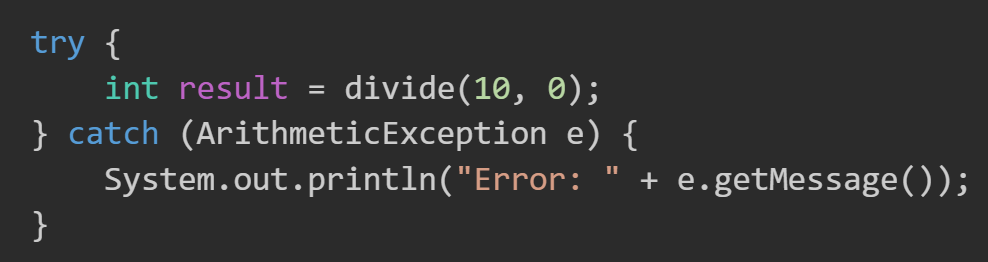 try {
    int result = divide(10, 0);
} catch (ArithmeticException e) {
    System.out.println("Error: " + e.getMessage());
}